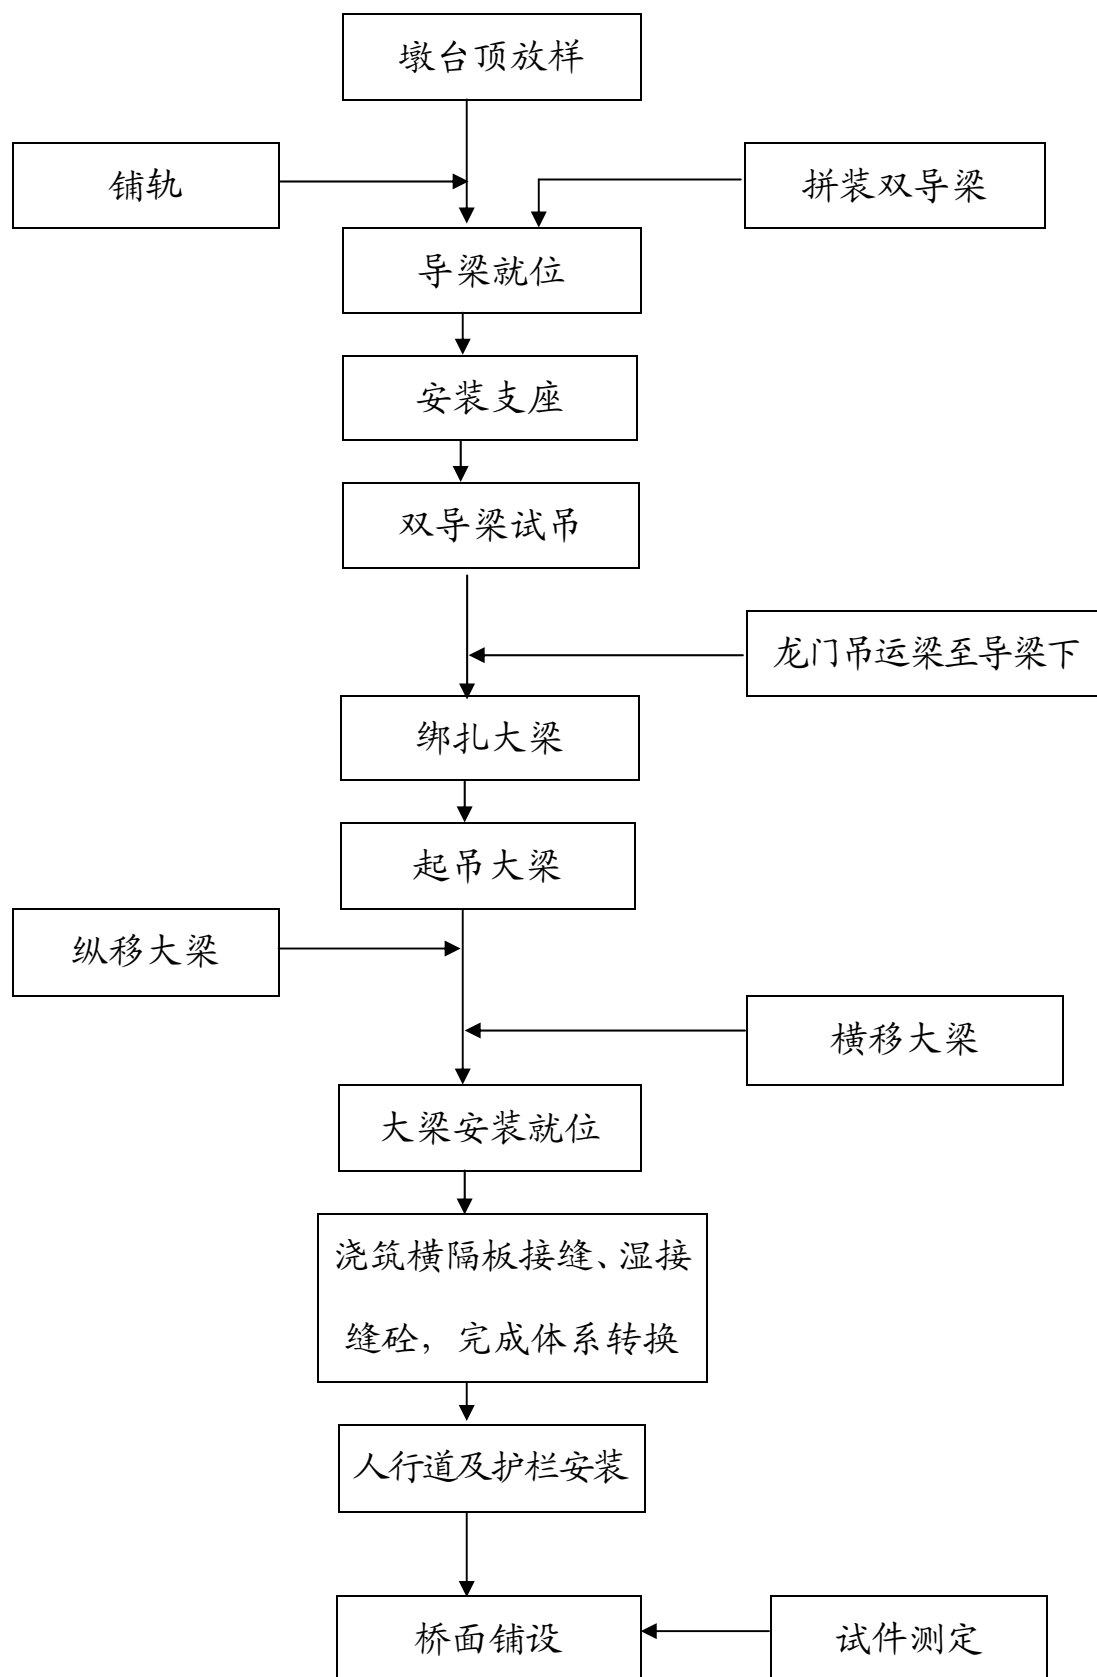 墩台顶放样
铺轨
拼装双导梁
导梁就位
安装支座
双导梁试吊
龙门吊运梁至导梁下
绑扎大梁
起吊大梁
纵移大梁
横移大梁
大梁安装就位
浇筑横隔板接缝、湿接
缝砼，完成体系转换
人行道及护栏安装
桥面铺设
试件测定